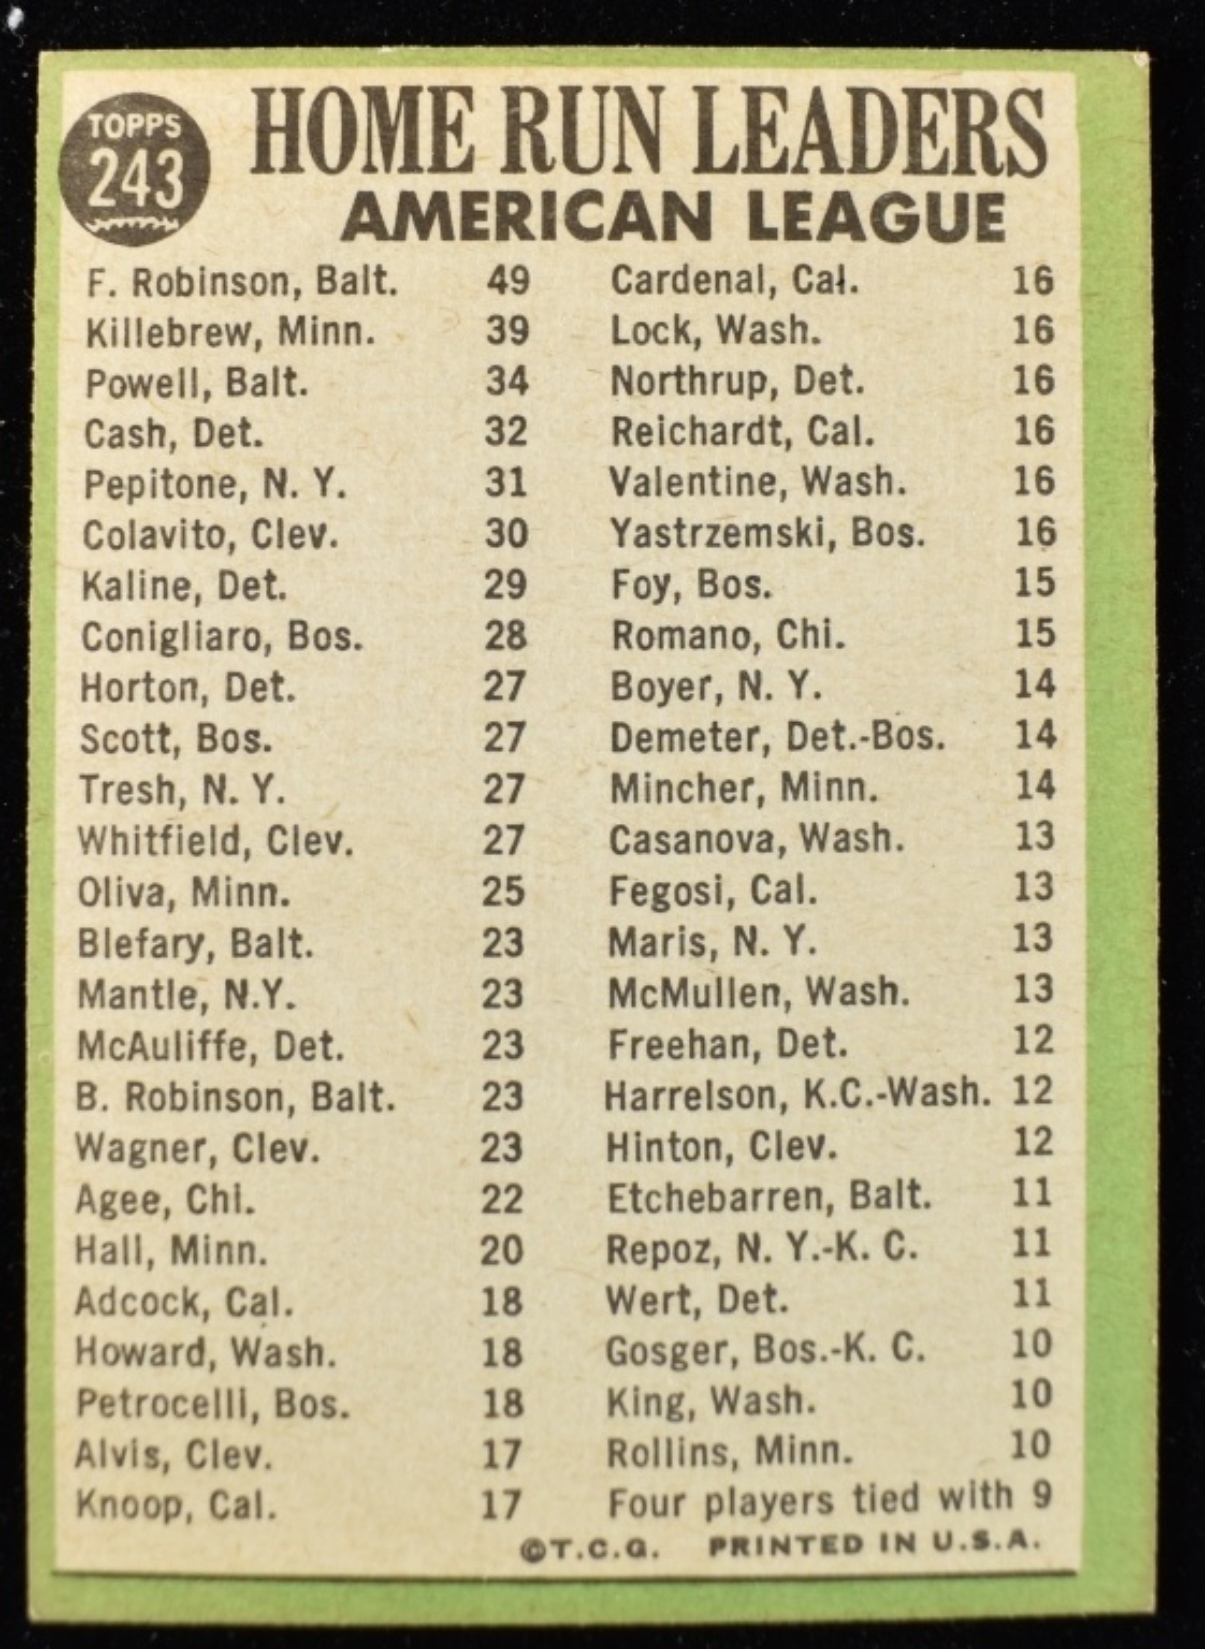 TOPPS
243
HOME RUN LEADERS
AMERICAN LEAGUE
F. Robinson, Balt. 49
Killebrew, Minn. 39
Powell, Balt. 34
Cash, Det. 32
Pepitone, N. Y. 31
Colavito, Clev. 30
Kaline, Det. 29
Conigliaro, Bos. 28
Horton, Det. 27
Scott, Bos. 27
Tresh, N. Y. 27
Whitfield, Clev. 27
Oliva, Minn. 25
Blefary, Balt. 23
Mantle, N.Y. 23
McAuliffe, Det. 23
B. Robinson, Balt. 23
Wagner, Clev. 23
Agee, Chi. 22
Hall, Minn. 20
Adcock, Cal. 18
Howard, Wash. 18
Petrocelli, Bos. 18
Alvis, Clev. 17
Knoop, Cal. 17
Cardenal, Cal. 16
Lock, Wash. 16
Northrup, Det. 16
Reichardt, Cal. 16
Valentine, Wash. 16
Yastrzemski, Bos. 16
Foy, Bos. 15
Romano, Chi. 15
Boyer, N. Y. 14
Demeter, Det.-Bos. 14
Mincher, Minn. 14
Casanova, Wash. 13
Fegosi, Cal. 13
Maris, N. Y. 13
McMullen, Wash. 13
Freehan, Det. 12
Harrelson, K.C.-Wash. 12
Hinton, Clev. 12
Etchebarren, Balt. 11
Repoz, N. Y.-K. C. 11
Wert, Det. 11
Gosger, Bos.-K. C. 10
King, Wash. 10
Rollins, Minn. 10
Four players tied with 9
©T.C.G. PRINTED IN U.S.A.